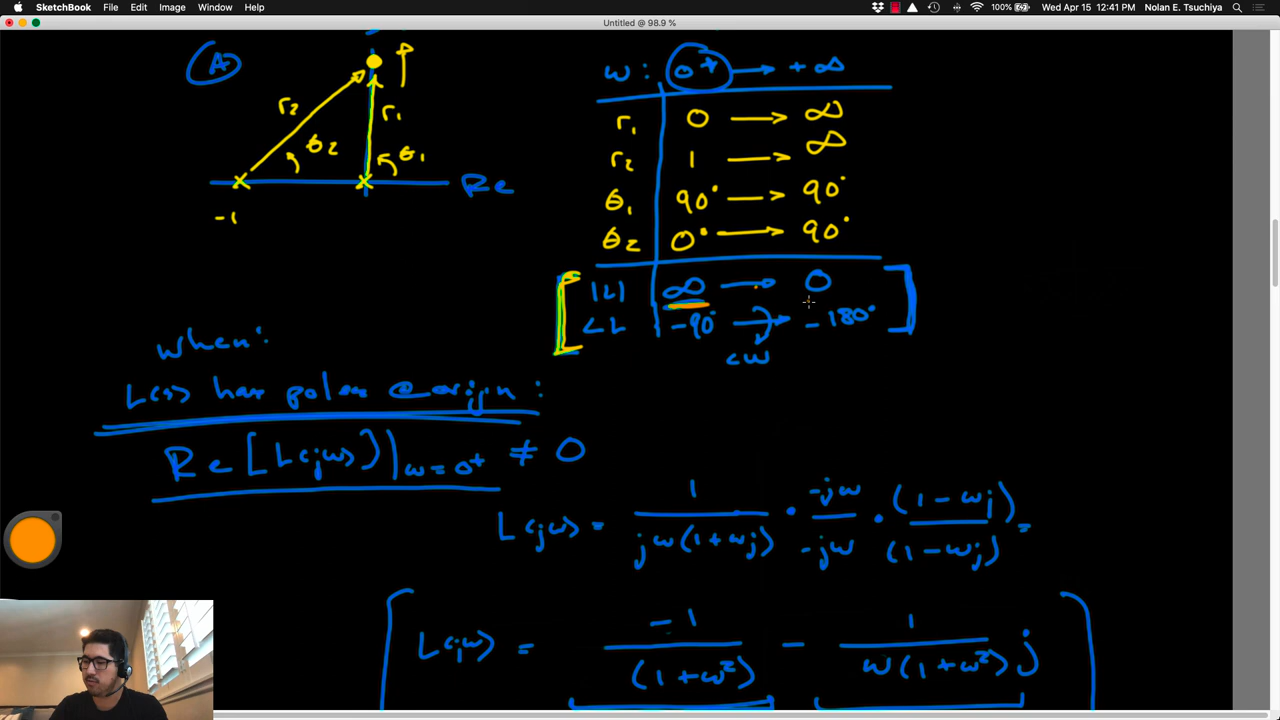 SketchBook File Edit Image Window Help
100% Wed Apr 15 12:41 PM Nolan E. Tsuchiya
Untitled @ 98.9 %
A
r2
r1
θ2
θ1
Re
-1
ω: 0⁺ → +∞
r1 0 → ∞
r2 1 → ∞
θ1 90° → 90°
θ2 0° → 90°
|L| ∞ → 0
∠L -90° → -180°
CW
when:
L(s) has poles @ origin:
Re[L(jω)]|ω=0⁺ ≠ 0
L(jω) = 1/(jω(1+ωj)) · -jω/-jω · (1-ωj)/(1-ωj) =
L(jω) = -1/(1+ω²) - 1/(ω(1+ω²)) j